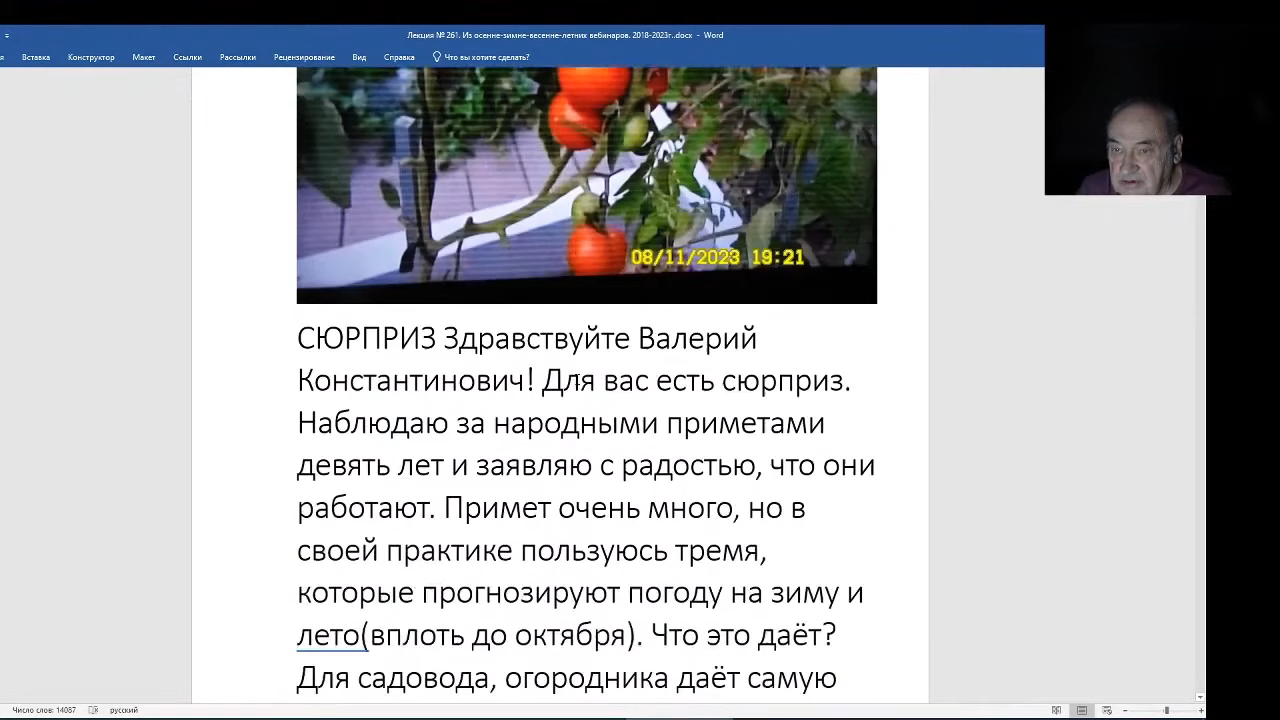 Лекция № 261. Из осенне-зимне-весенне-летних вебинаров. 2018-2023г..docx - Word
я Вставка Конструктор Макет Ссылки Рассылки Рецензирование Вид Справка Что вы хотите сделать?
08/11/2023 19:21
СЮРПРИЗ Здравствуйте Валерий
Константинович! Для вас есть сюрприз.
Наблюдаю за народными приметами
девять лет и заявляю с радостью, что они
работают. Примет очень много, но в
своей практике пользуюсь тремя,
которые прогнозируют погоду на зиму и
лето(вплоть до октября). Что это даёт?
Для садовода, огородника даёт самую
Число слов: 14087 русский